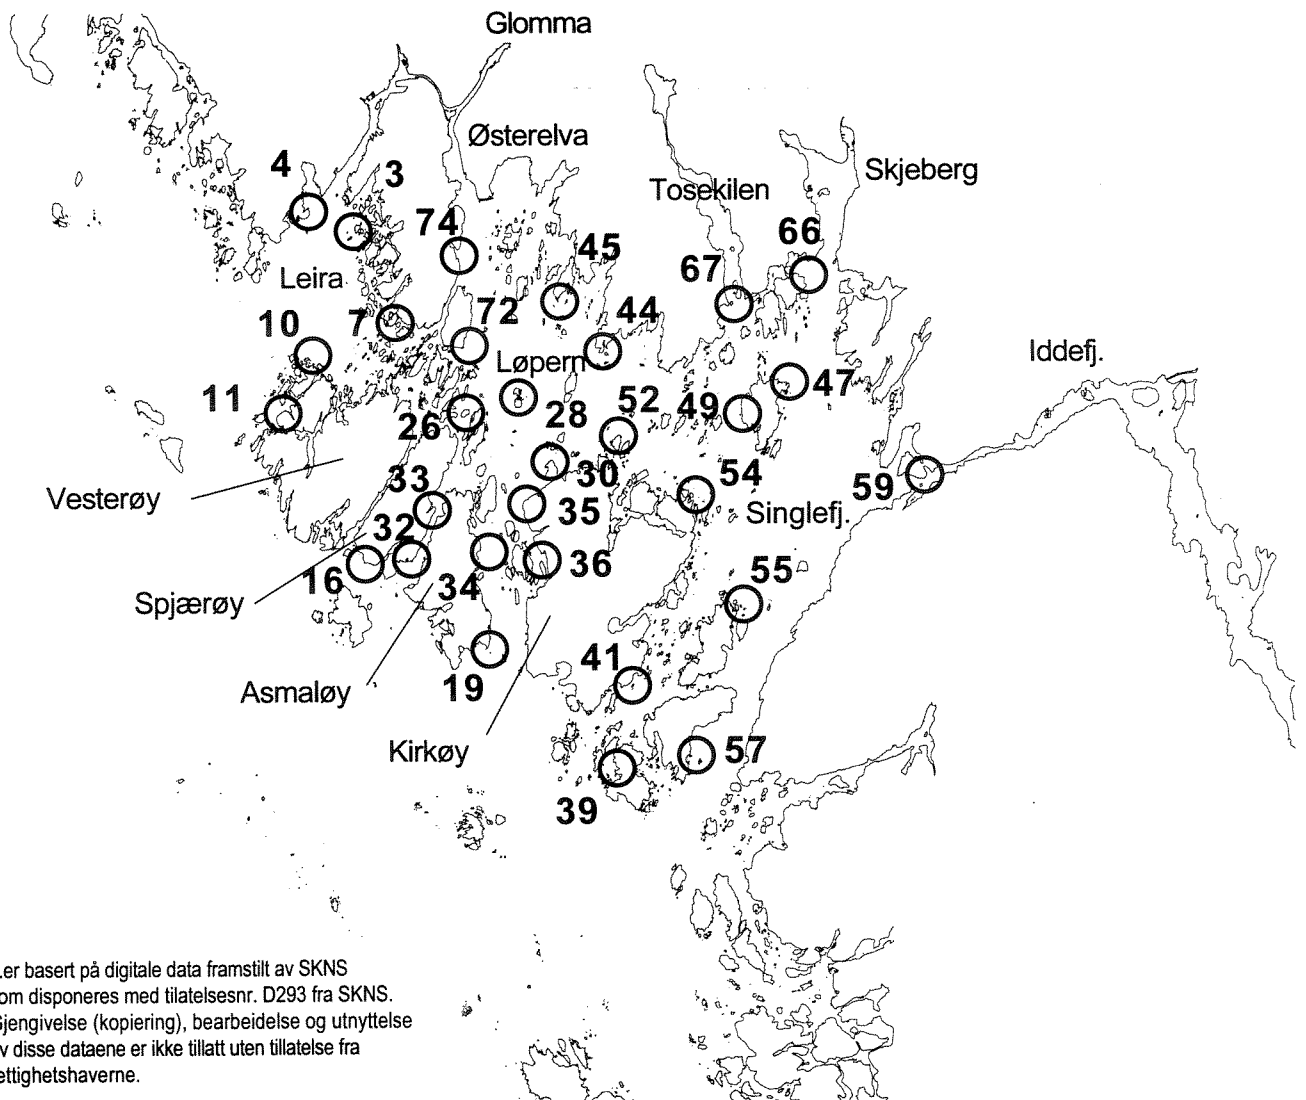 Glomma
Østerelva
4
3
Skjeberg
Tosekilen
74
45
66
67
Leira
10
7
72
44
Løpern
Iddefj.
11
26
28
52
49
47
Vesterøy
33
30
54
59
32
35
Singlefj.
16
34
36
55
Spjærøy
Asmaløy
19
41
Kirkøy
57
39
.er basert på digitale data framstilt av SKNS
om disponeres med tilatelsesnr. D293 fra SKNS.
Gjengivelse (kopiering), bearbeidelse og utnyttelse
v disse dataene er ikke tillatt uten tillatelse fra
ettighetshaverne.